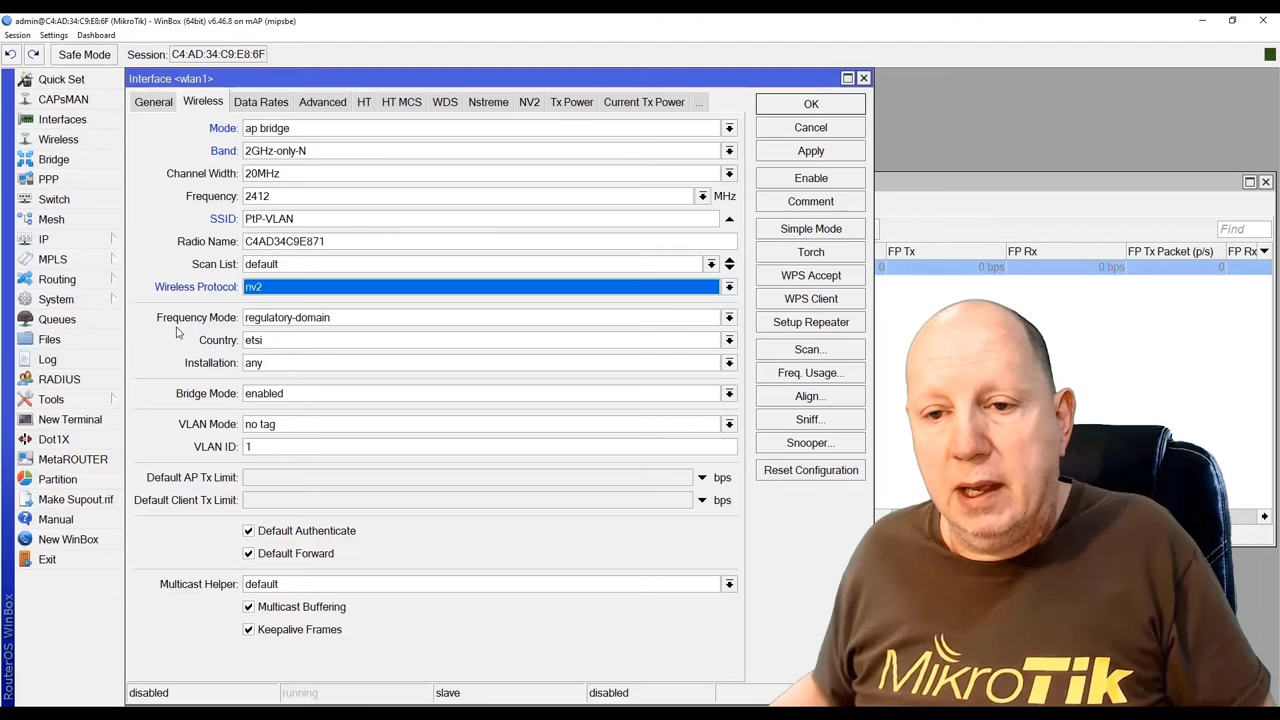 admin@C4:AD:34:C9:E8:6F (MikroTik) - WinBox (64bit) v6.46.8 on mAP (mipsbe)
Session Settings Dashboard
Safe Mode Session: C4:AD:34:C9:E8:6F
Quick Set
CAPsMAN
Interfaces
Wireless
Bridge
PPP
Switch
Mesh
IP
MPLS
Routing
System
Queues
Files
Log
RADIUS
Tools
New Terminal
Dot1X
MetaROUTER
Partition
Make Supout.rif
Manual
New WinBox
Exit
RouterOS WinBox
Interface <wlan1>
General Wireless Data Rates Advanced HT HT MCS WDS Nstreme NV2 Tx Power Current Tx Power ...
Mode: ap bridge
Band: 2GHz-only-N
Channel Width: 20MHz
Frequency: 2412 MHz
SSID: PtP-VLAN
Radio Name: C4AD34C9E871
Scan List: default
Wireless Protocol: nv2
Frequency Mode: regulatory-domain
Country: etsi
Installation: any
Bridge Mode: enabled
VLAN Mode: no tag
VLAN ID: 1
Default AP Tx Limit: bps
Default Client Tx Limit: bps
Default Authenticate
Default Forward
Multicast Helper: default
Multicast Buffering
Keepalive Frames
disabled running slave disabled
OK
Cancel
Apply
Enable
Comment
Simple Mode
Torch
WPS Accept
WPS Client
Setup Repeater
Scan...
Freq. Usage...
Align...
Sniff...
Snooper...
Reset Configuration
Find
FP Tx FP Rx FP Tx Packet (p/s) FP Rx
0 0 bps 0 bps 0
MikroTik